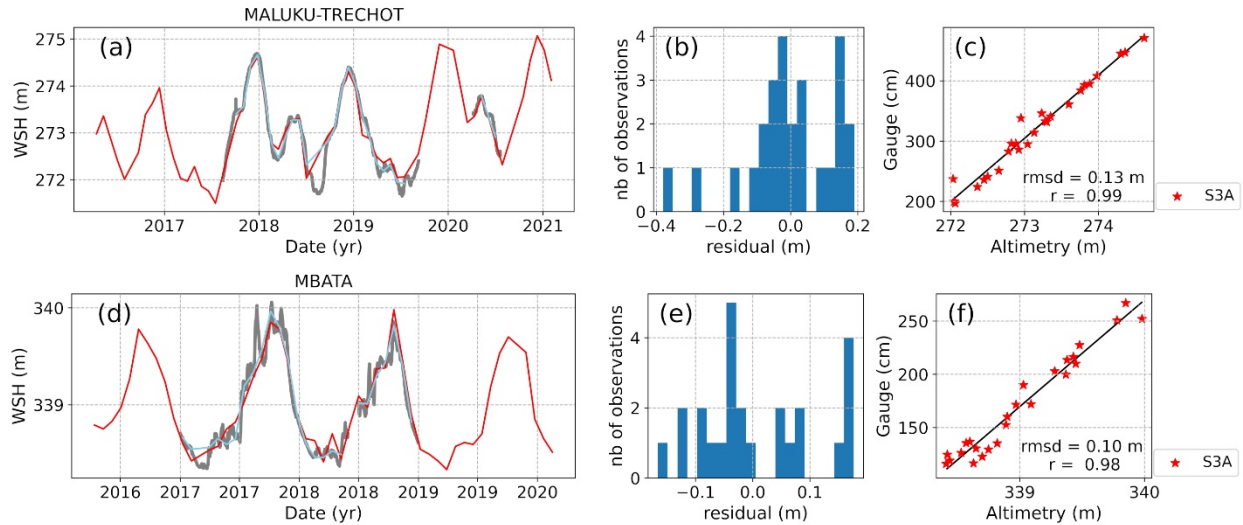 MALUKU-TRECHOT
(a)
WSH (m)
275
274
273
272
2017
2018
2019
2020
2021
Date (yr)
(b)
nb of observations
4
3
2
1
0
−0.4
−0.2
0.0
0.2
residual (m)
(c)
Gauge (cm)
400
300
200
rmsd = 0.13 m
r = 0.99
272
273
274
Altimetry (m)
S3A
MBATA
(d)
WSH (m)
340
339
2016
2017
2017
2018
2018
2019
2019
2020
Date (yr)
(e)
nb of observations
4
2
0
−0.1
0.0
0.1
residual (m)
(f)
Gauge (cm)
250
200
150
rmsd = 0.10 m
r = 0.98
339
340
Altimetry (m)
S3A